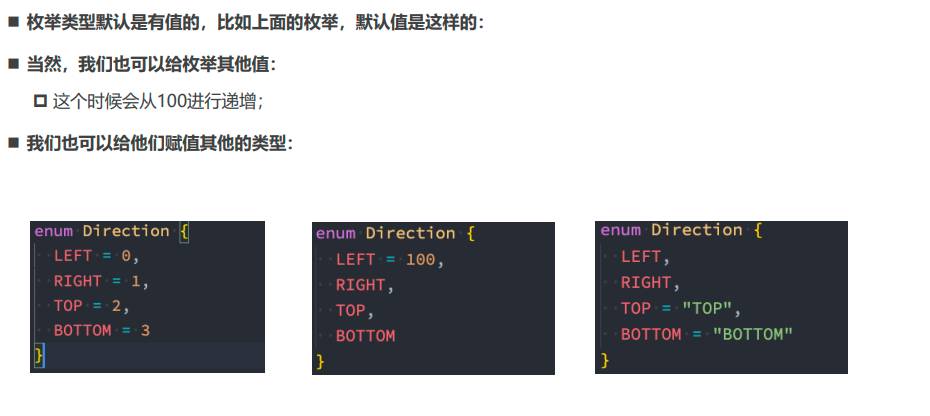 枚举类型默认是有值的，比如上面的枚举，默认值是这样的：
当然，我们也可以给枚举其他值：
这个时候会从100进行递增；
我们也可以给他们赋值其他的类型：
enum Direction {
LEFT = 0,
RIGHT = 1,
TOP = 2,
BOTTOM = 3
}
enum Direction {
LEFT = 100,
RIGHT,
TOP,
BOTTOM
}
enum Direction {
LEFT,
RIGHT,
TOP = "TOP",
BOTTOM = "BOTTOM"
}